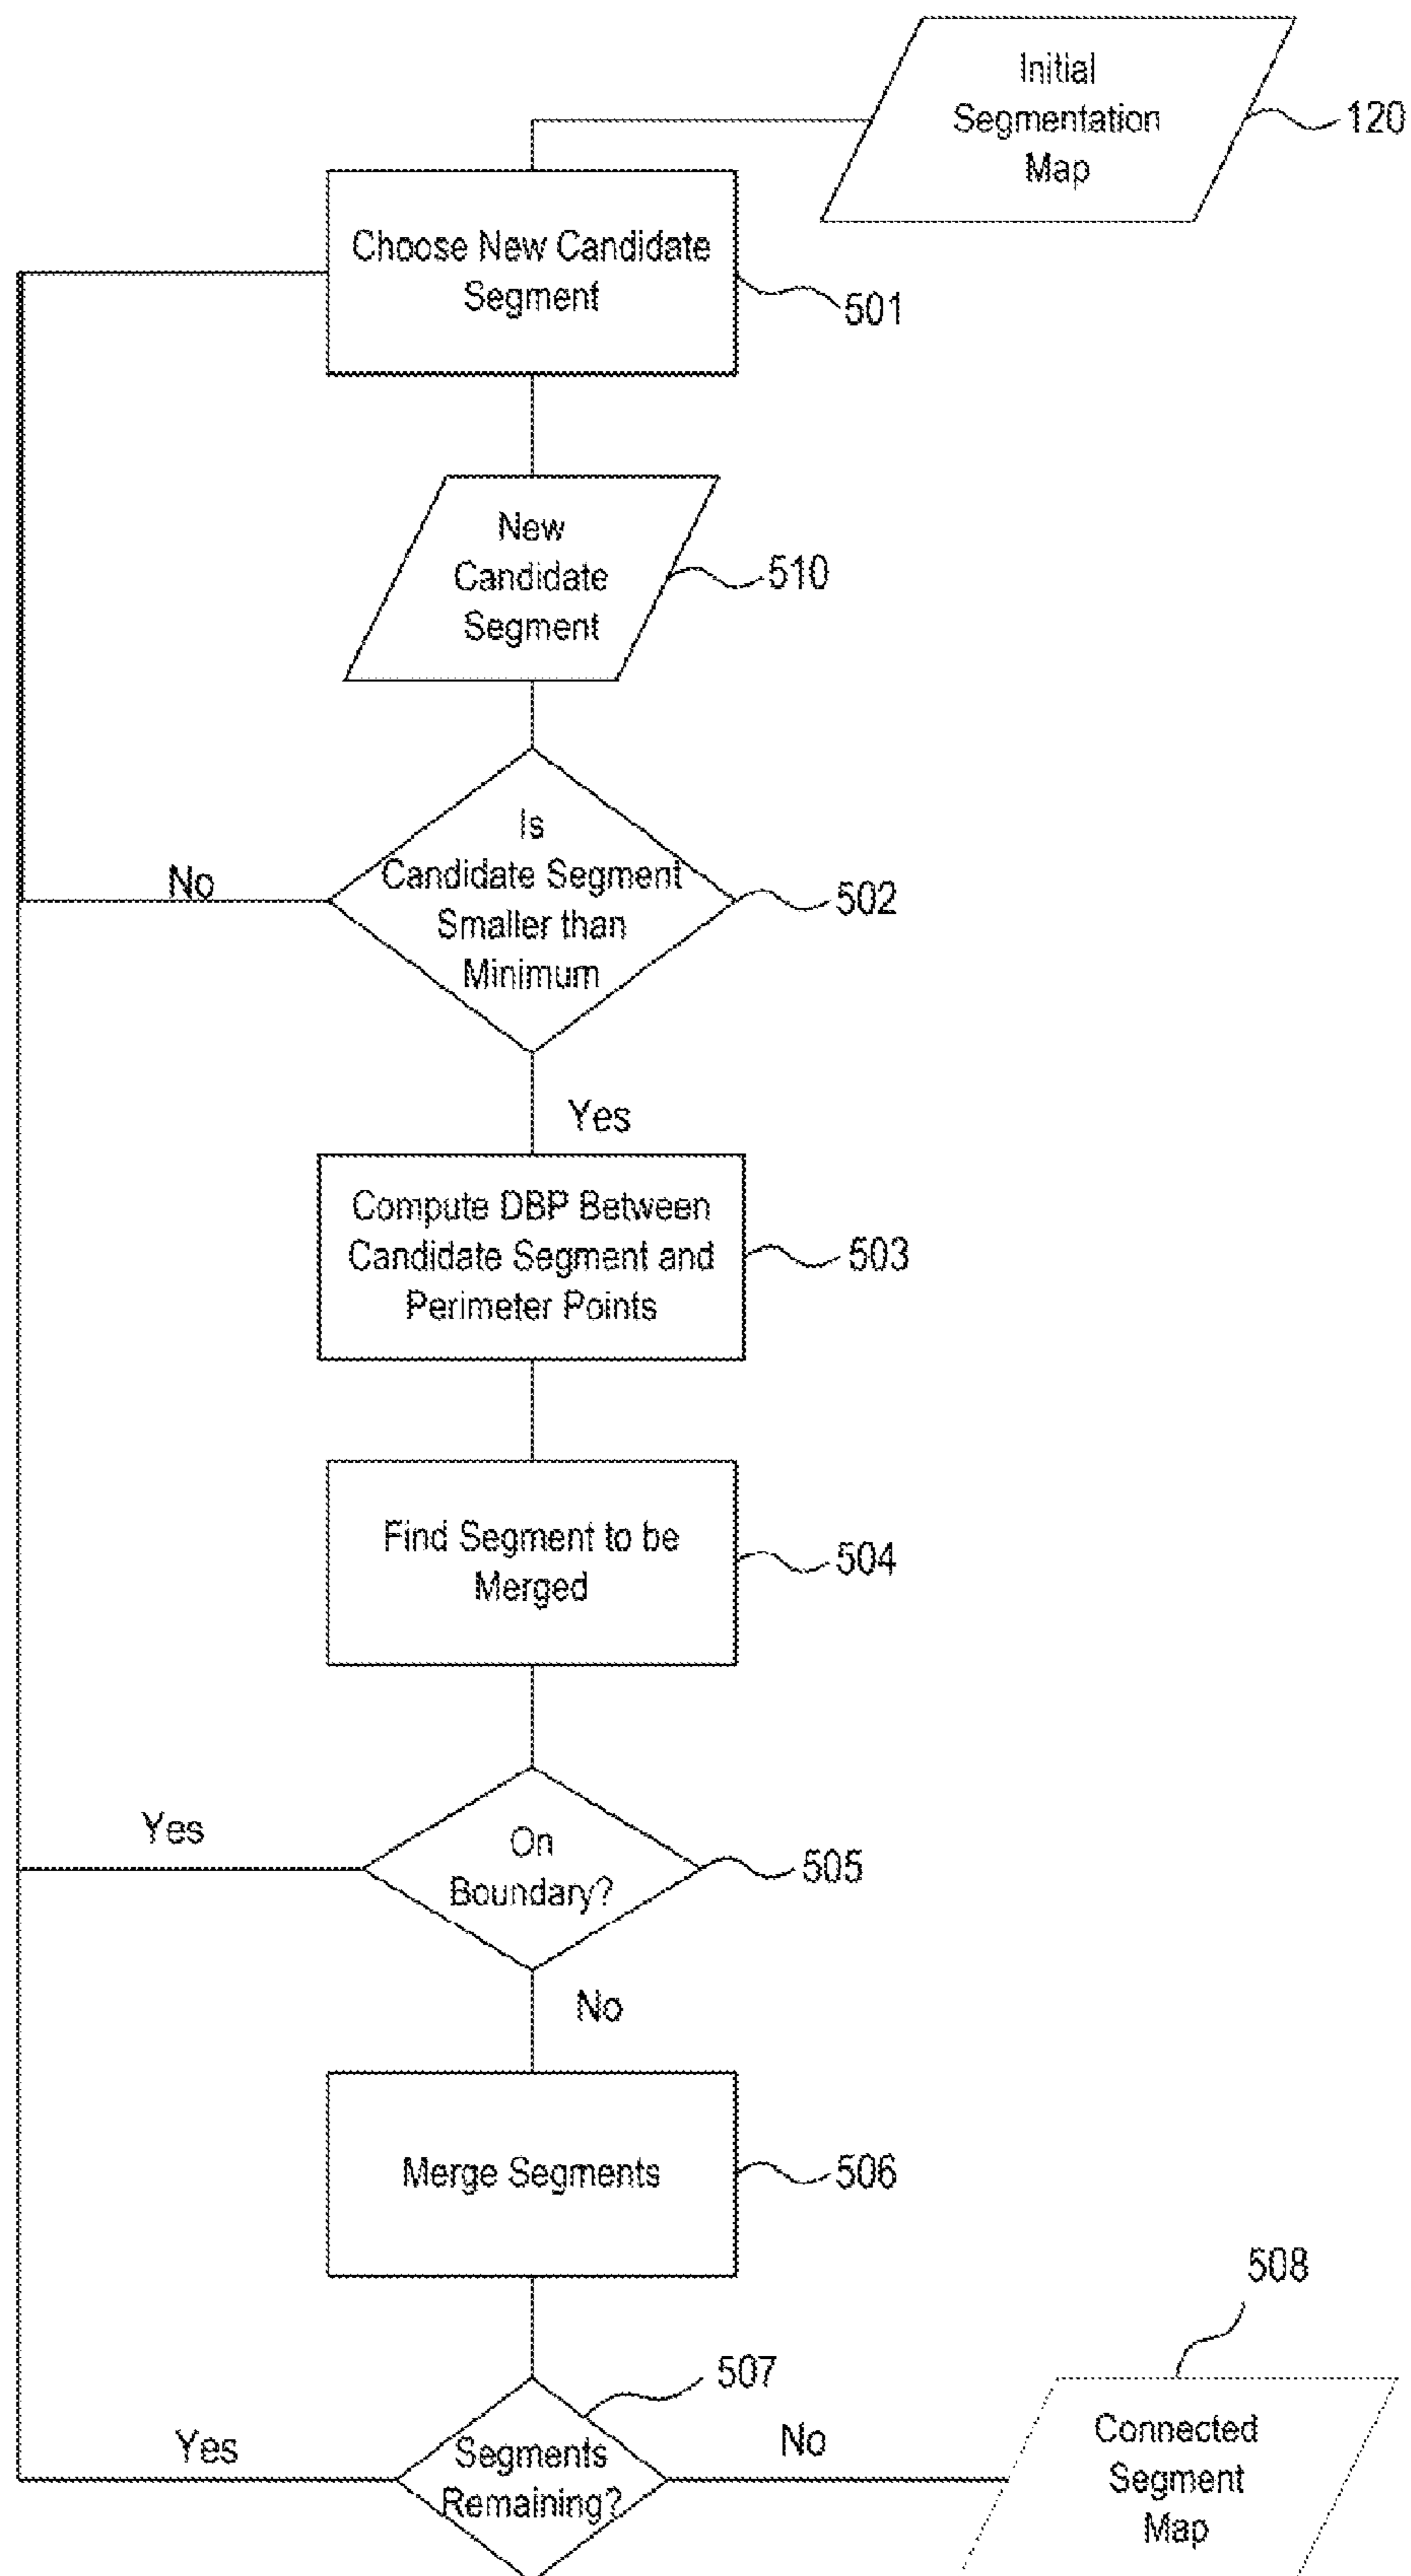 Initial
Segmentation
Map
120
Choose New Candidate
Segment
501
New
Candidate
Segment
510
Is
Candidate Segment
Smaller than
Minimum
502
No
Yes
Compute DBP Between
Candidate Segment and
Perimeter Points
503
Find Segment to be
Merged
504
On
Boundary?
505
Yes
No
Merge Segments
506
508
507
Segments
Remaining?
Yes
No
Connected
Segment
Map